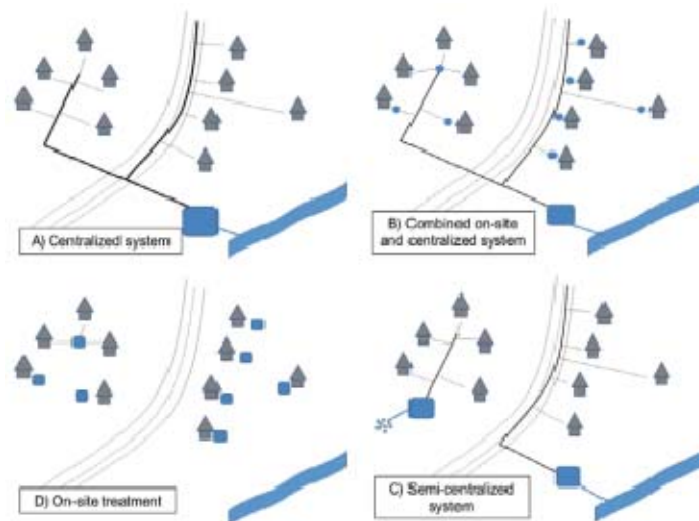 A) Centralized system
B) Combined on-site
and centralized system
D) On-site treatment
C) Semi-centralized
system